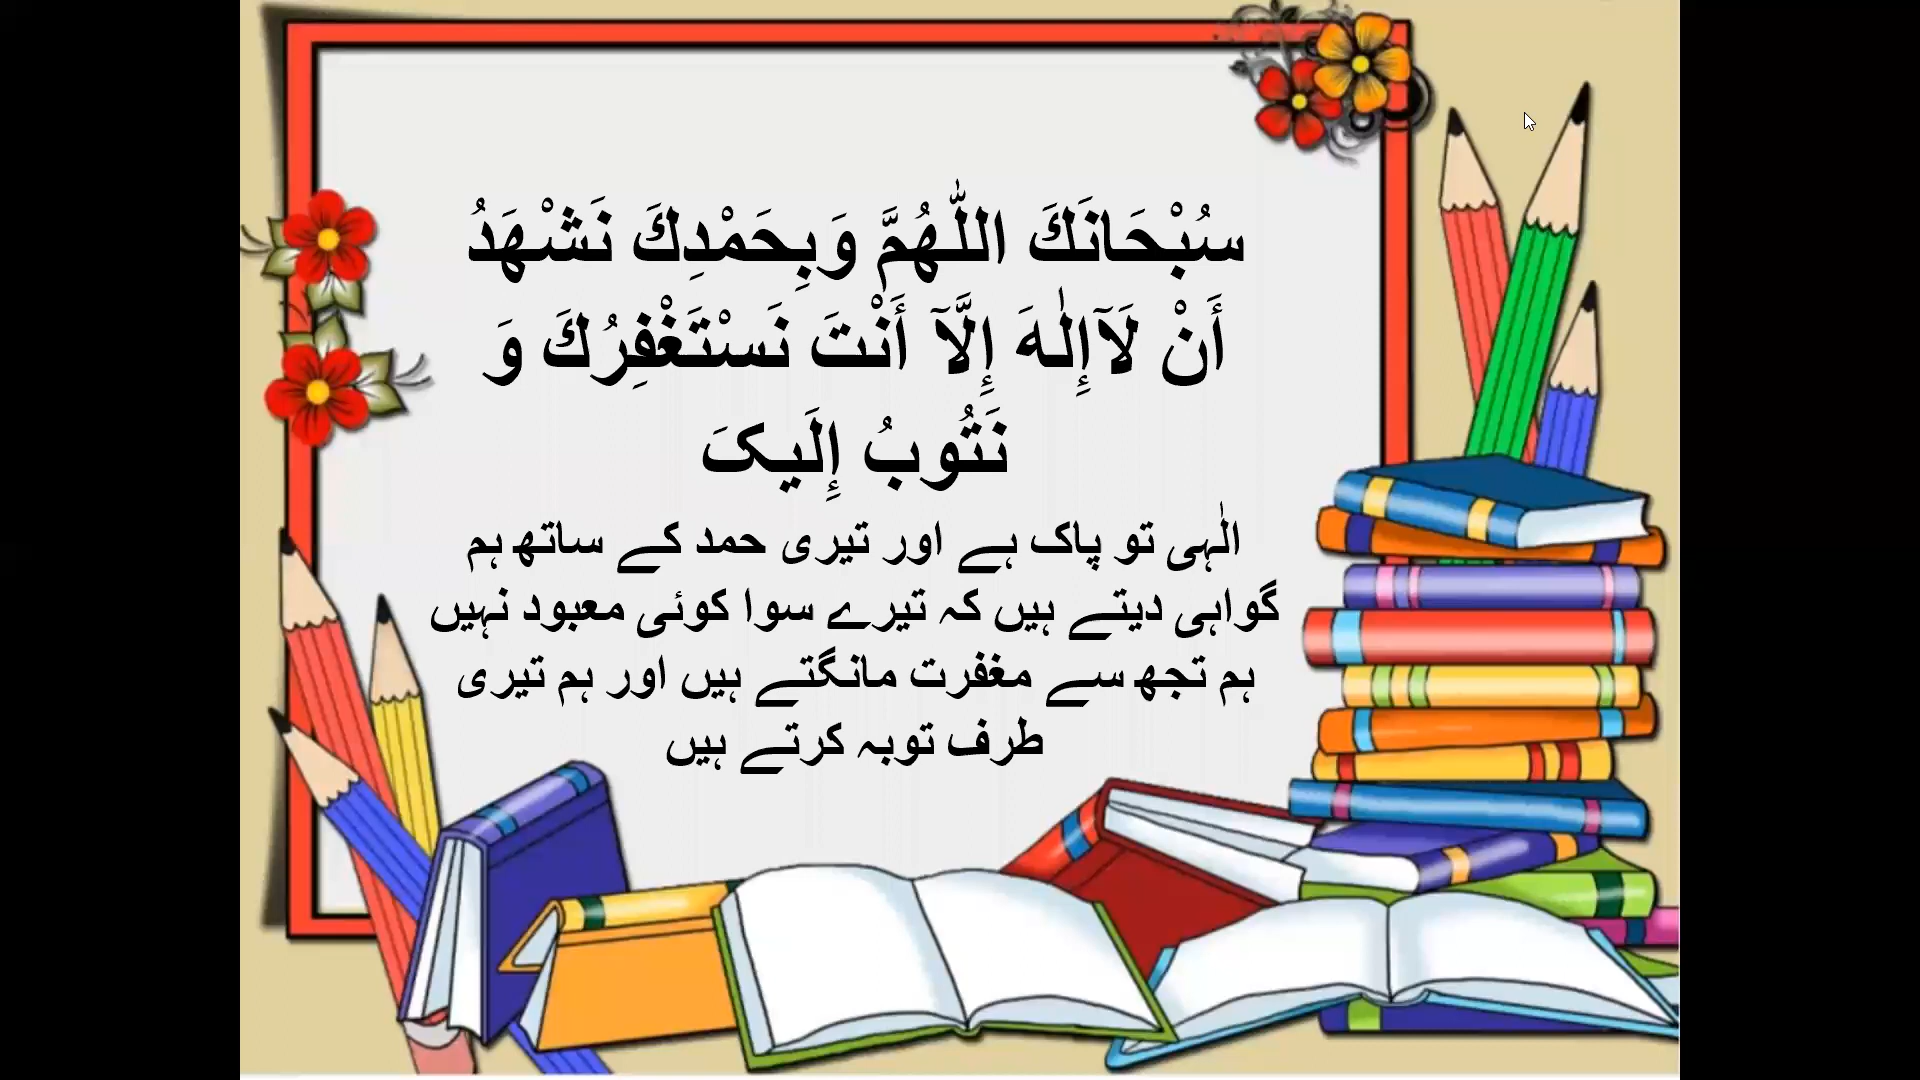 سُبْحَانَكَ اللّٰهُمَّ وَبِحَمْدِكَ نَشْهَدُ
أَنْ لَآإِلٰهَ إِلَّآ أَنْتَ نَسْتَغْفِرُكَ وَ
نَتُوبُ إِلَيکَ
الٰہی تو پاک ہے اور تیری حمد کے ساتھ ہم
گواہی دیتے ہیں کہ تیرے سوا کوئی معبود نہیں
ہم تجھ سے مغفرت مانگتے ہیں اور ہم تیری
طرف توبہ کرتے ہیں